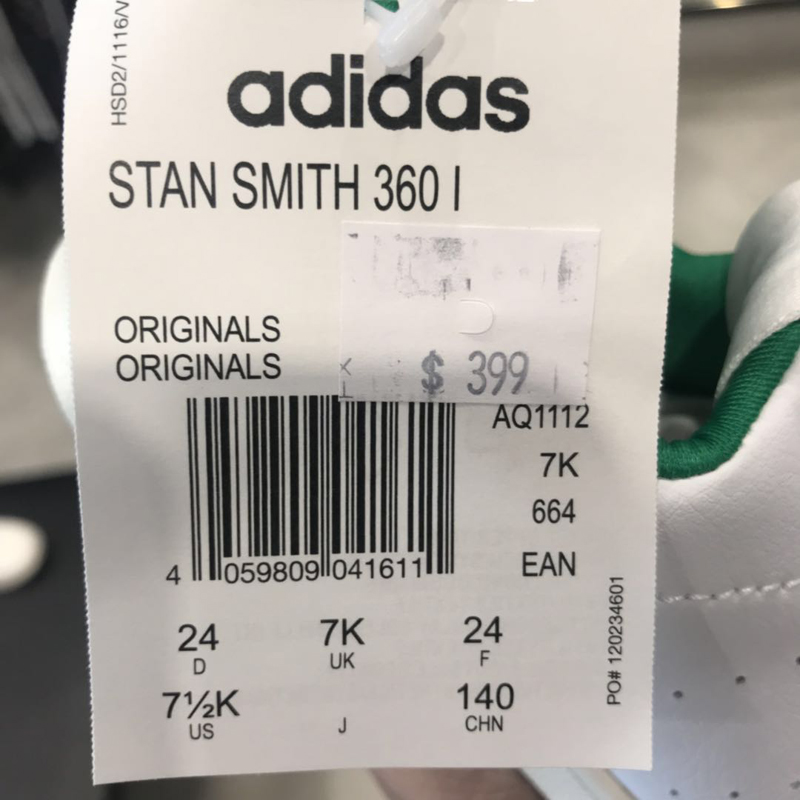 HSD2/1116/V
adidas
STAN SMITH 360 I
ORIGINALS
ORIGINALS
$ 399
AQ1112
7K
664
EAN
4 059809 041611
24 7K 24
D UK F
7½K 140
US J CHN
PO# 120234601